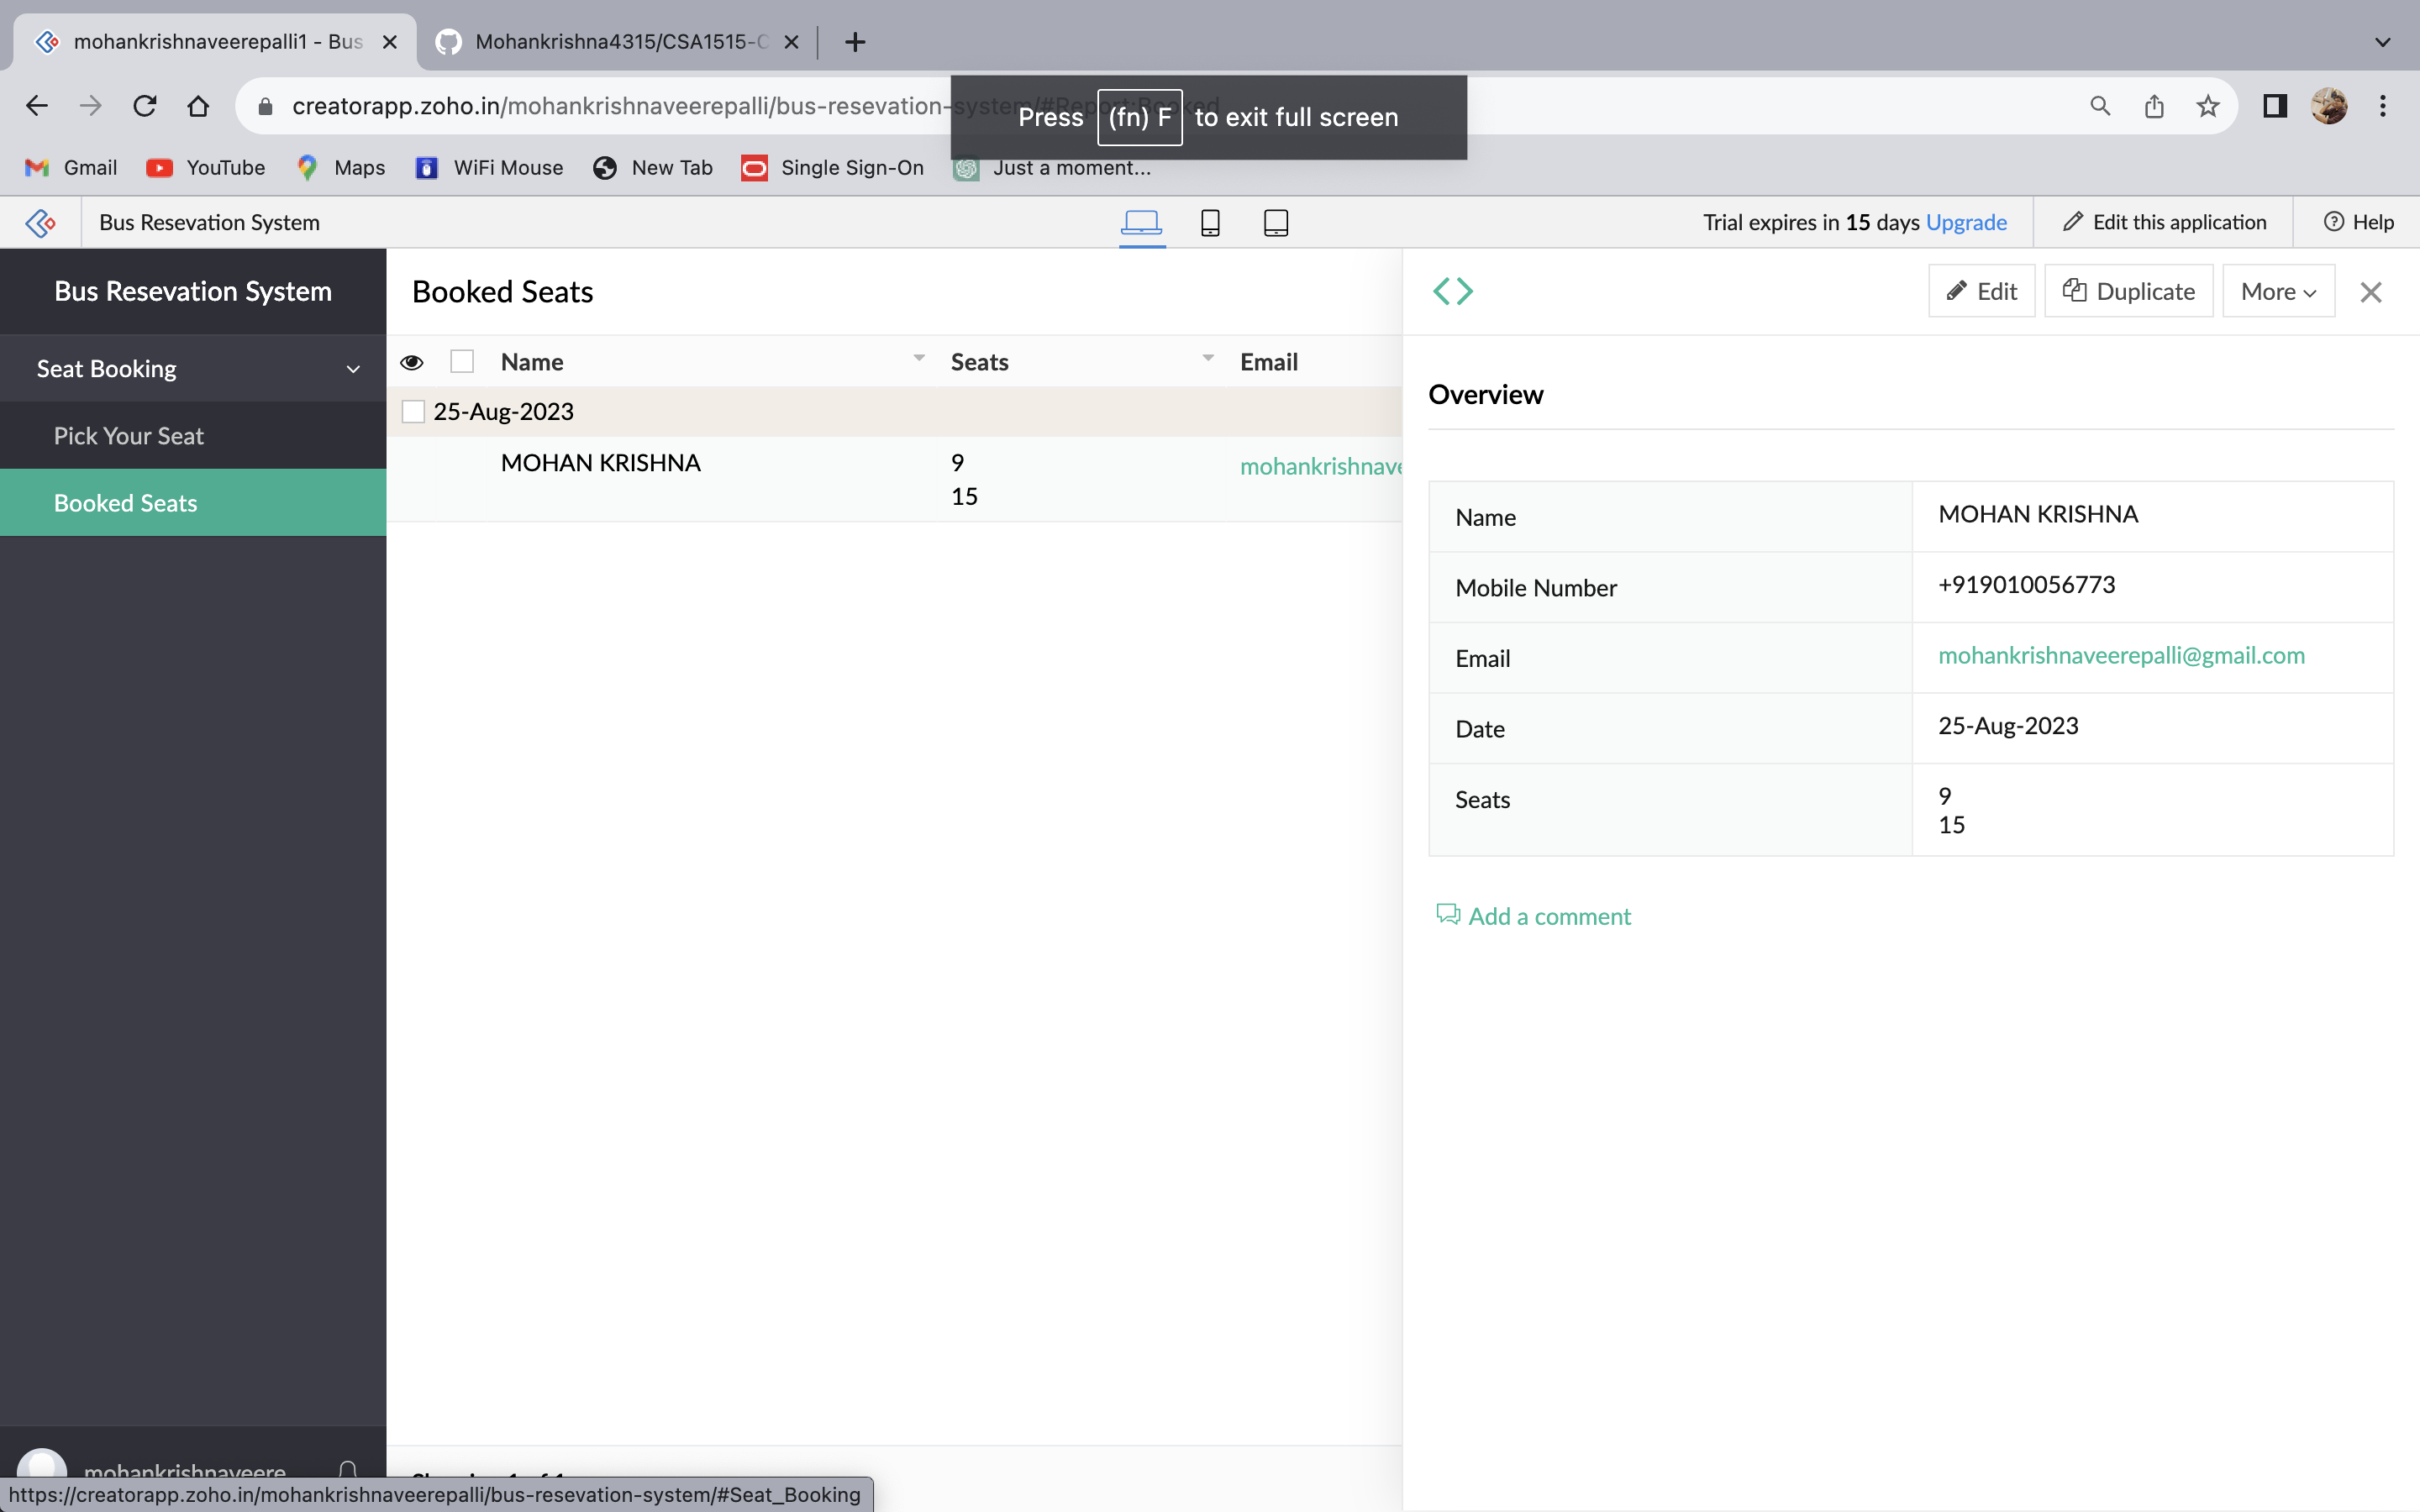 mohankrishnaveerepalli1 - Bus
Mohankrishna4315/CSA1515-C
creatorapp.zoho.in/mohankrishnaveerepalli/bus-resevation-system/#Report:Booked
Press (fn) F to exit full screen
Gmail YouTube Maps WiFi Mouse New Tab Single Sign-On Just a moment...
Bus Resevation System
Trial expires in 15 days Upgrade Edit this application Help
Bus Resevation System
Seat Booking
Pick Your Seat
Booked Seats
Booked Seats
Name Seats Email
25-Aug-2023
MOHAN KRISHNA 9 mohankrishnave
15
Edit Duplicate More
Overview
Name MOHAN KRISHNA
Mobile Number +919010056773
Email mohankrishnaveerepalli@gmail.com
Date 25-Aug-2023
Seats 9
15
Add a comment
mohankrishnaveere
https://creatorapp.zoho.in/mohankrishnaveerepalli/bus-resevation-system/#Seat_Booking